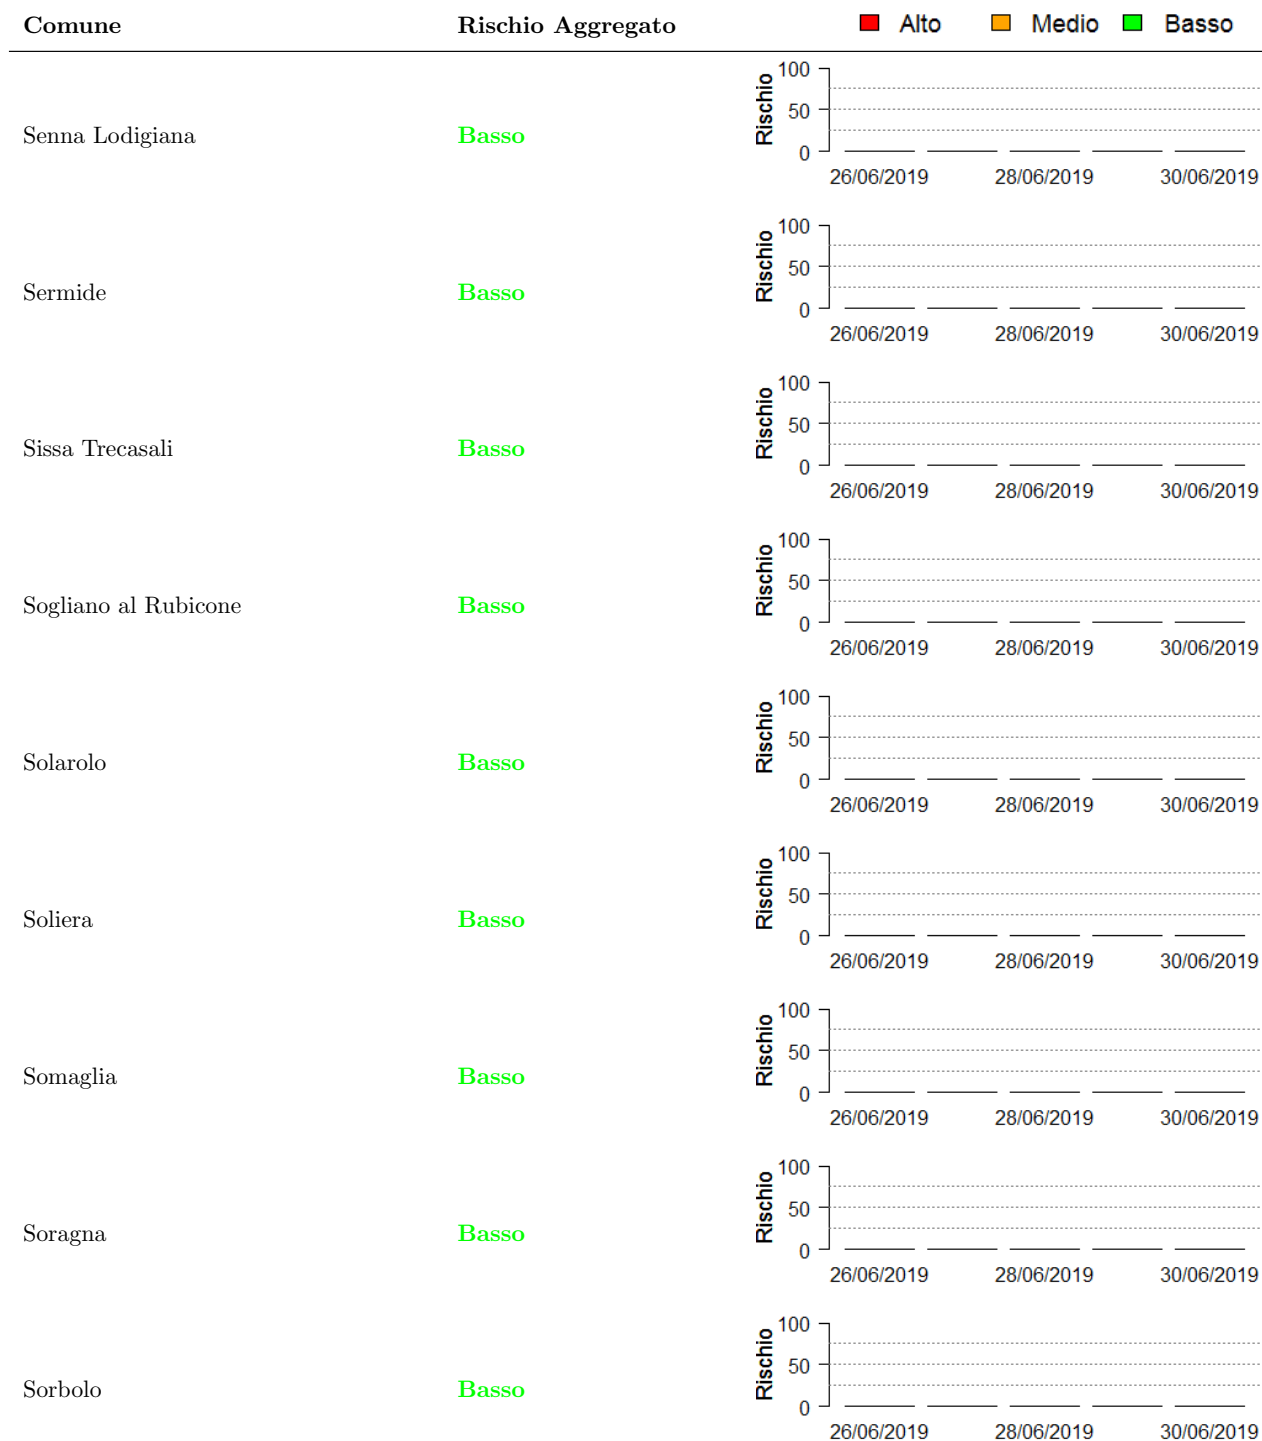 Comune Rischio Aggregato Alto Medio Basso
100
50
0
Rischio
Senna Lodigiana Basso
26/06/2019 28/06/2019 30/06/2019
100
50
0
Rischio
Sermide Basso
26/06/2019 28/06/2019 30/06/2019
100
50
0
Rischio
Sissa Trecasali Basso
26/06/2019 28/06/2019 30/06/2019
100
50
0
Rischio
Sogliano al Rubicone Basso
26/06/2019 28/06/2019 30/06/2019
100
50
0
Rischio
Solarolo Basso
26/06/2019 28/06/2019 30/06/2019
100
50
0
Rischio
Soliera Basso
26/06/2019 28/06/2019 30/06/2019
100
50
0
Rischio
Somaglia Basso
26/06/2019 28/06/2019 30/06/2019
100
50
0
Rischio
Soragna Basso
26/06/2019 28/06/2019 30/06/2019
100
50
0
Rischio
Sorbolo Basso
26/06/2019 28/06/2019 30/06/2019